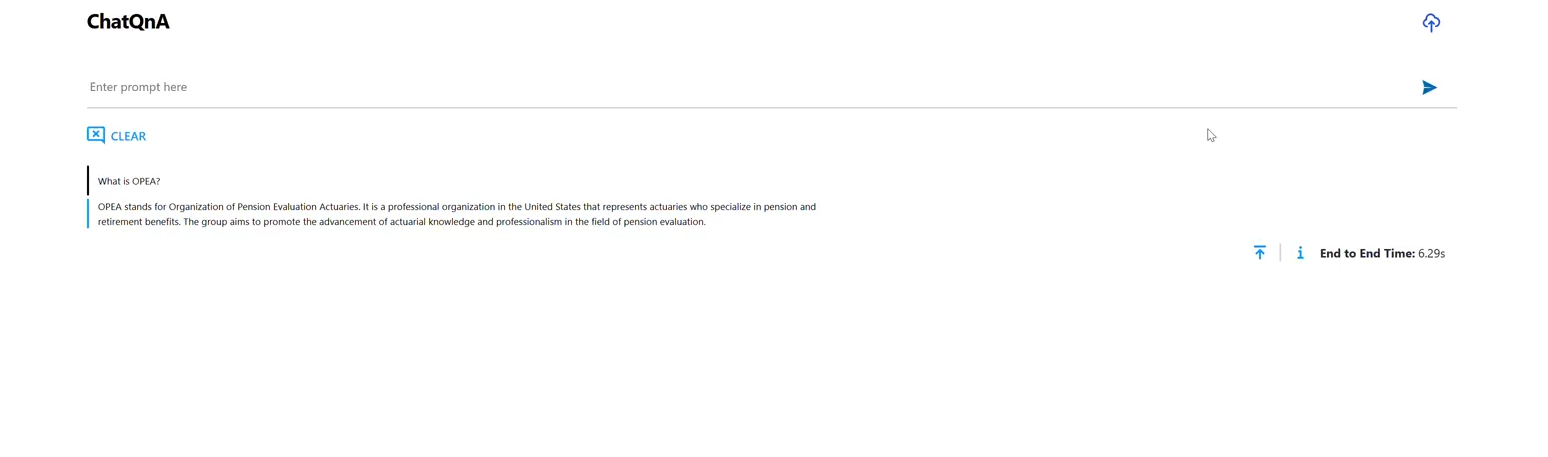 ChatQnA
Enter prompt here
CLEAR
What is OPEA?
OPEA stands for Organization of Pension Evaluation Actuaries. It is a professional organization in the United States that represents actuaries who specialize in pension and
retirement benefits. The group aims to promote the advancement of actuarial knowledge and professionalism in the field of pension evaluation.
End to End Time: 6.29s